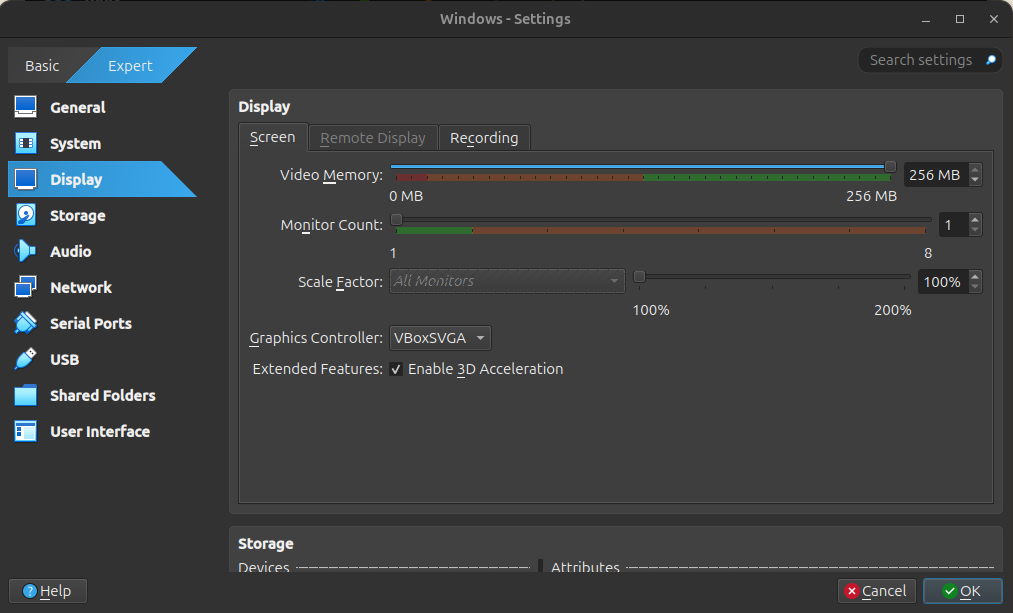 Windows - Settings
Basic Expert
Search settings
General
System
Display
Storage
Audio
Network
Serial Ports
USB
Shared Folders
User Interface
Display
Screen Remote Display Recording
Video Memory: 256 MB
0 MB 256 MB
Monitor Count: 1
1 8
Scale Factor: All Monitors 100%
100% 200%
Graphics Controller: VBoxSVGA
Extended Features: Enable 3D Acceleration
Storage
Devices Attributes
? Help Cancel OK